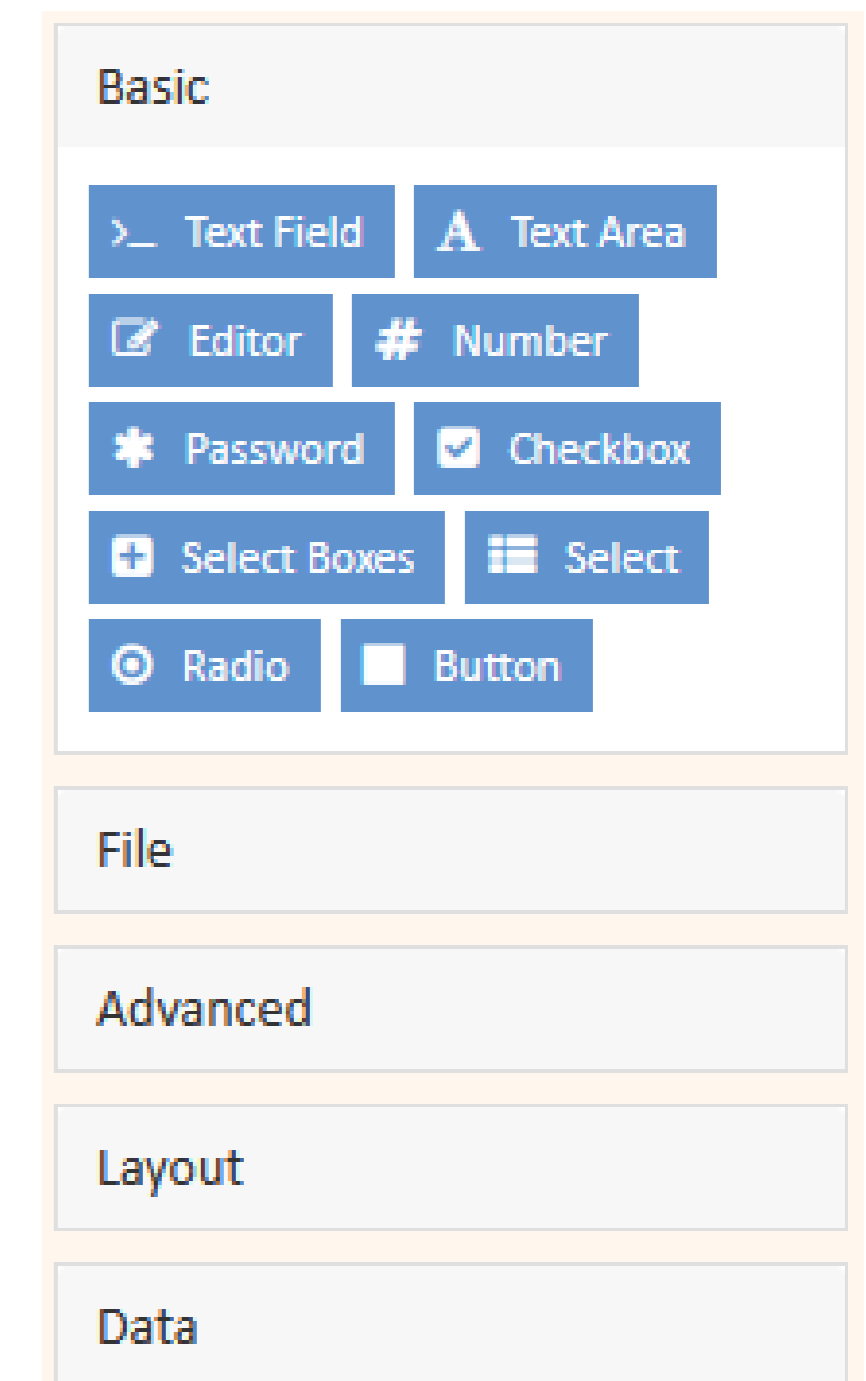 Basic
Text Field Text Area
Editor Number
Password Checkbox
Select Boxes Select
Radio Button
File
Advanced
Layout
Data